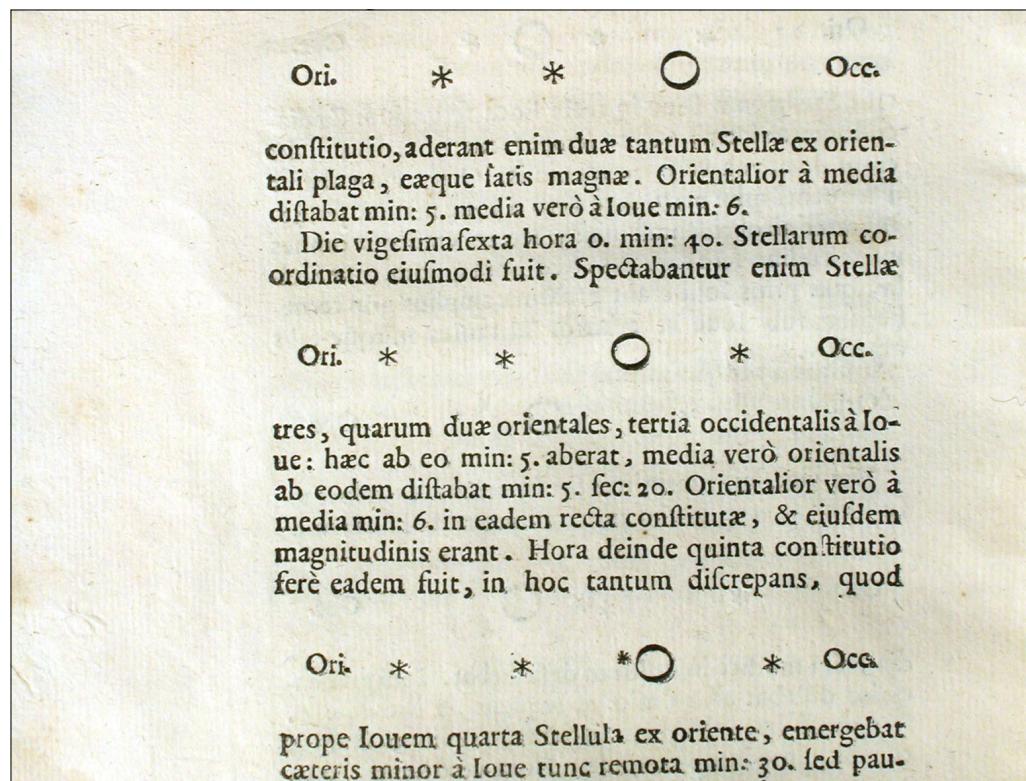 Ori. * * O Occ.
conſtitutio, aderant enim duæ tantum Stellæ ex orien-
tali plaga, eæque ſatis magnæ. Orientalior à media
diſtabat min: 5. media verò à Ioue min: 6.
Die vigeſimaſexta hora 0. min: 40. Stellarum co-
ordinatio eiuſmodi fuit. Spectabantur enim Stellæ
Ori. * * O * Occ.
tres, quarum duæ orientales, tertia occidentalis à Io-
ue: hæc ab eo min: 5. aberat, media verò orientalis
ab eodem diſtabat min: 5. ſec: 20. Orientalior verò à
media min: 6. in eadem recta conſtitutæ, & eiuſdem
magnitudinis erant. Hora deinde quinta conſtitutio
ferè eadem fuit, in hoc tantum diſcrepans, quod
Ori. * * *O * Occ.
prope Iouem quarta Stellula ex oriente, emergebat
cæteris minor à Ioue tunc remota min: 30. ſed pau-